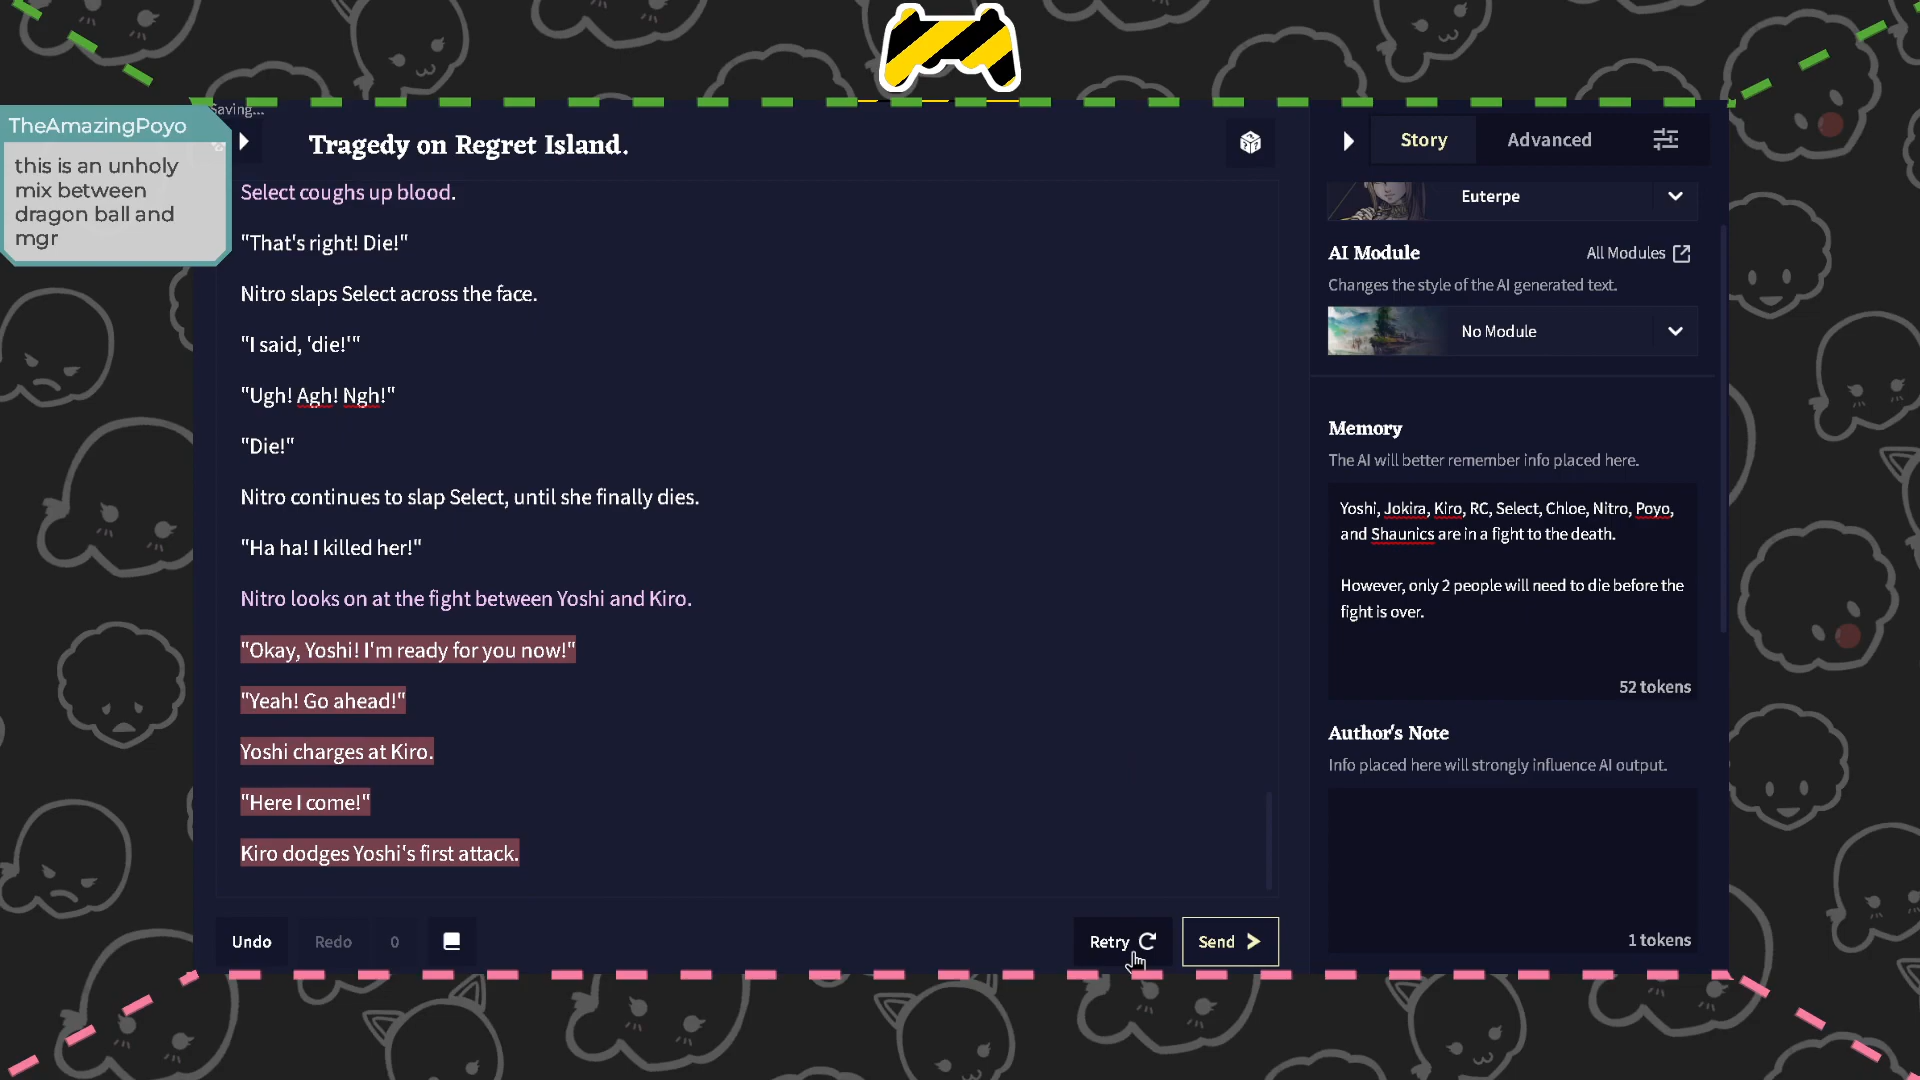 Saving...
TheAmazingPoyo
this is an unholy
mix between
dragon ball and
mgr
Tragedy on Regret Island.
Select coughs up blood.
"That's right! Die!"
Nitro slaps Select across the face.
"I said, 'die!'"
"Ugh! Agh! Ngh!"
"Die!"
Nitro continues to slap Select, until she finally dies.
"Ha ha! I killed her!"
Nitro looks on at the fight between Yoshi and Kiro.
"Okay, Yoshi! I'm ready for you now!"
"Yeah! Go ahead!"
Yoshi charges at Kiro.
"Here I come!"
Kiro dodges Yoshi's first attack.
Undo
Redo
0
Retry
Send
Story
Advanced
Euterpe
AI Module
All Modules
Changes the style of the AI generated text.
No Module
Memory
The AI will better remember info placed here.
Yoshi, Jokira, Kiro, RC, Select, Chloe, Nitro, Poyo,
and Shaunics are in a fight to the death.
However, only 2 people will need to die before the
fight is over.
52 tokens
Author's Note
Info placed here will strongly influence AI output.
1 tokens